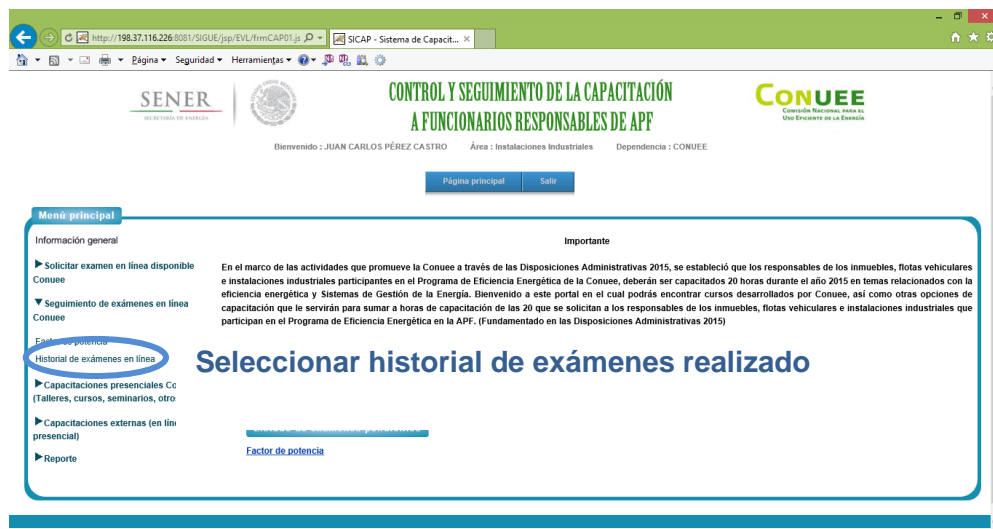 http://198.37.116.226:8081/SIGUE/jsp/EVL/frmCAP01.js
SICAP - Sistema de Capacit...
Página Seguridad Herramientas
SENER
SECRETARÍA DE ENERGÍA
CONTROL Y SEGUIMIENTO DE LA CAPACITACIÓN
A FUNCIONARIOS RESPONSABLES DE APF
CONUEE
COMISIÓN NACIONAL PARA EL
USO EFICIENTE DE LA ENERGÍA
Bienvenido : JUAN CARLOS PÉREZ CASTRO Área : Instalaciones Industriales Dependencia : CONUEE
Página principal Salir
Menú principal
Información general
Solicitar examen en línea disponible
Conuee
Seguimiento de exámenes en línea
Conuee
Factor de potencia
Historial de exámenes en línea
Capacitaciones presenciales Co
(Talleres, cursos, seminarios, otro
Capacitaciones externas (en líne
presencial)
Reporte
Importante
En el marco de las actividades que promueve la Conuee a través de las Disposiciones Administrativas 2015, se estableció que los responsables de los inmuebles, flotas vehiculares
e instalaciones industriales participantes en el Programa de Eficiencia Energética de la Conuee, deberán ser capacitados 20 horas durante el año 2015 en temas relacionados con la
eficiencia energética y Sistemas de Gestión de la Energía. Bienvenido a este portal en el cual podrás encontrar cursos desarrollados por Conuee, así como otras opciones de
capacitación que le servirán para sumar a horas de capacitación de las 20 que se solicitan a los responsables de los inmuebles, flotas vehiculares e instalaciones industriales que
participan en el Programa de Eficiencia Energética en la APF. (Fundamentado en las Disposiciones Administrativas 2015)
Seleccionar historial de exámenes realizado
Factor de potencia